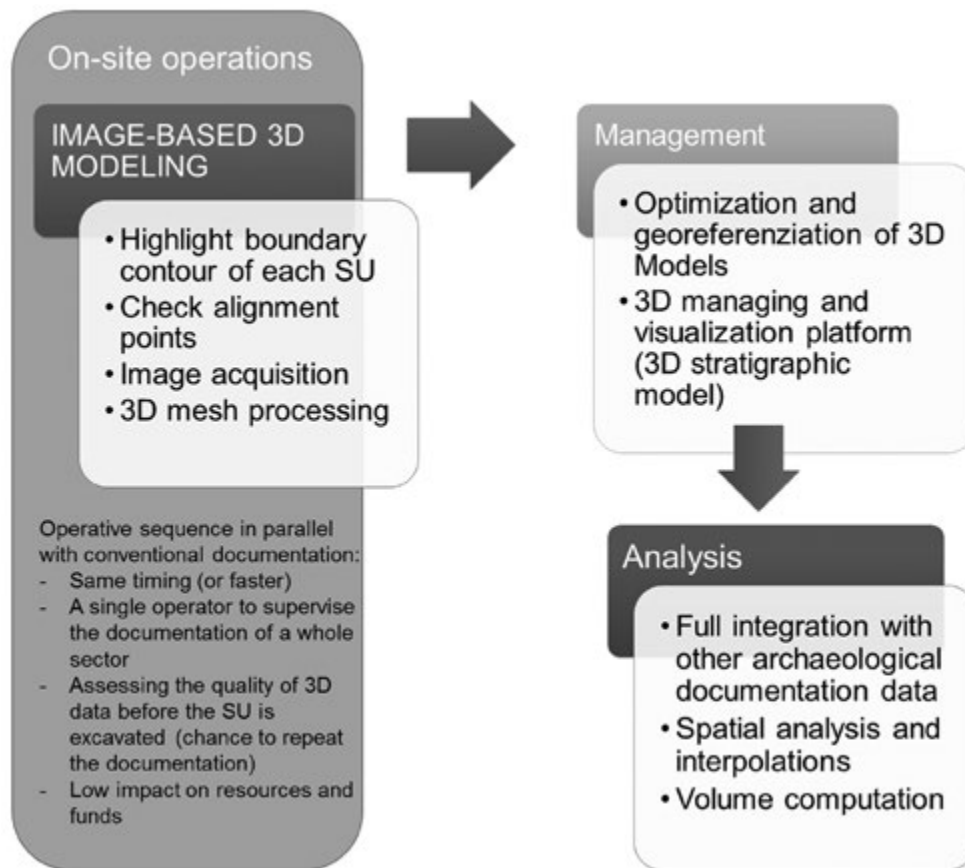 On-site operations
IMAGE-BASED 3D
MODELING
• Highlight boundary
contour of each SU
• Check alignment
points
• Image acquisition
• 3D mesh processing
Operative sequence in parallel
with conventional documentation:
- Same timing (or faster)
- A single operator to supervise
the documentation of a whole
sector
- Assessing the quality of 3D
data before the SU is
excavated (chance to repeat
the documentation)
- Low impact on resources and
funds
Management
• Optimization and
georeferenziation of 3D
Models
• 3D managing and
visualization platform
(3D stratigraphic
model)
Analysis
• Full integration with
other archaeological
documentation data
• Spatial analysis and
interpolations
• Volume computation